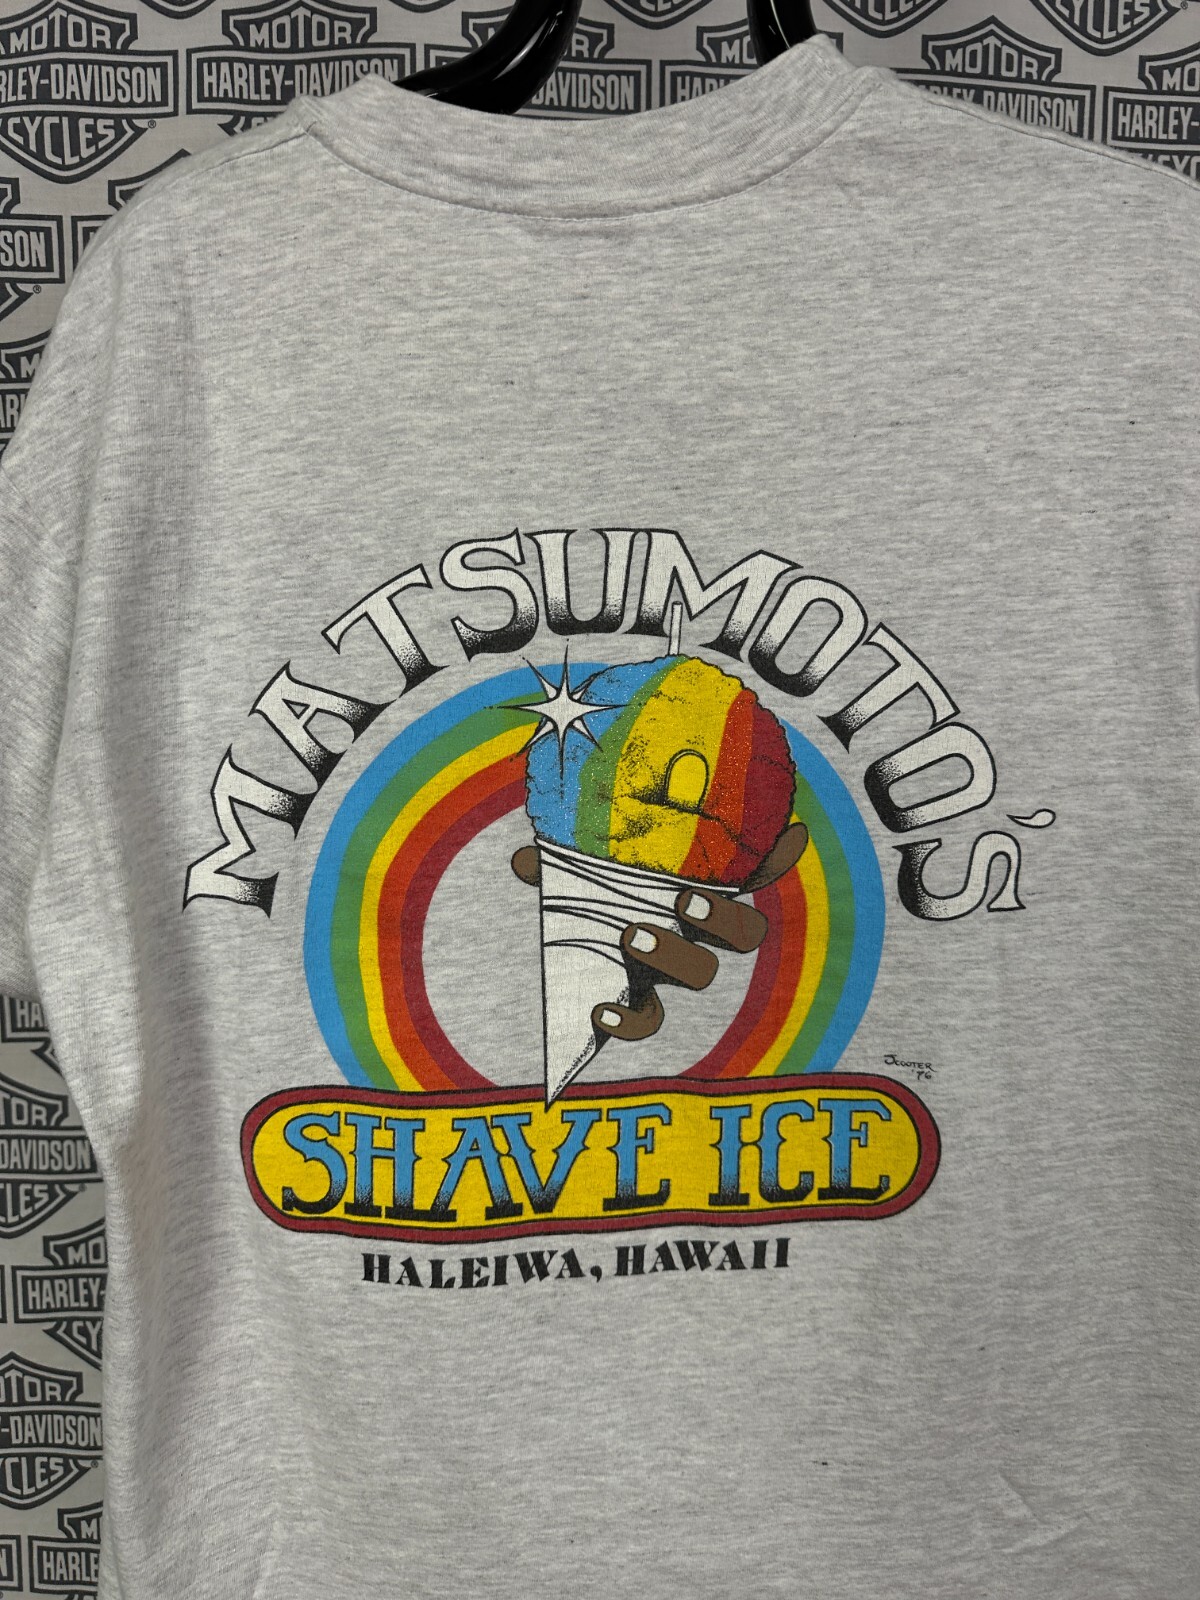 MOTOR
HARLEY-DAVIDSON
CYCLES
MATSUMOTO'S
SHAVE ICE
HALEIWA, HAWAII